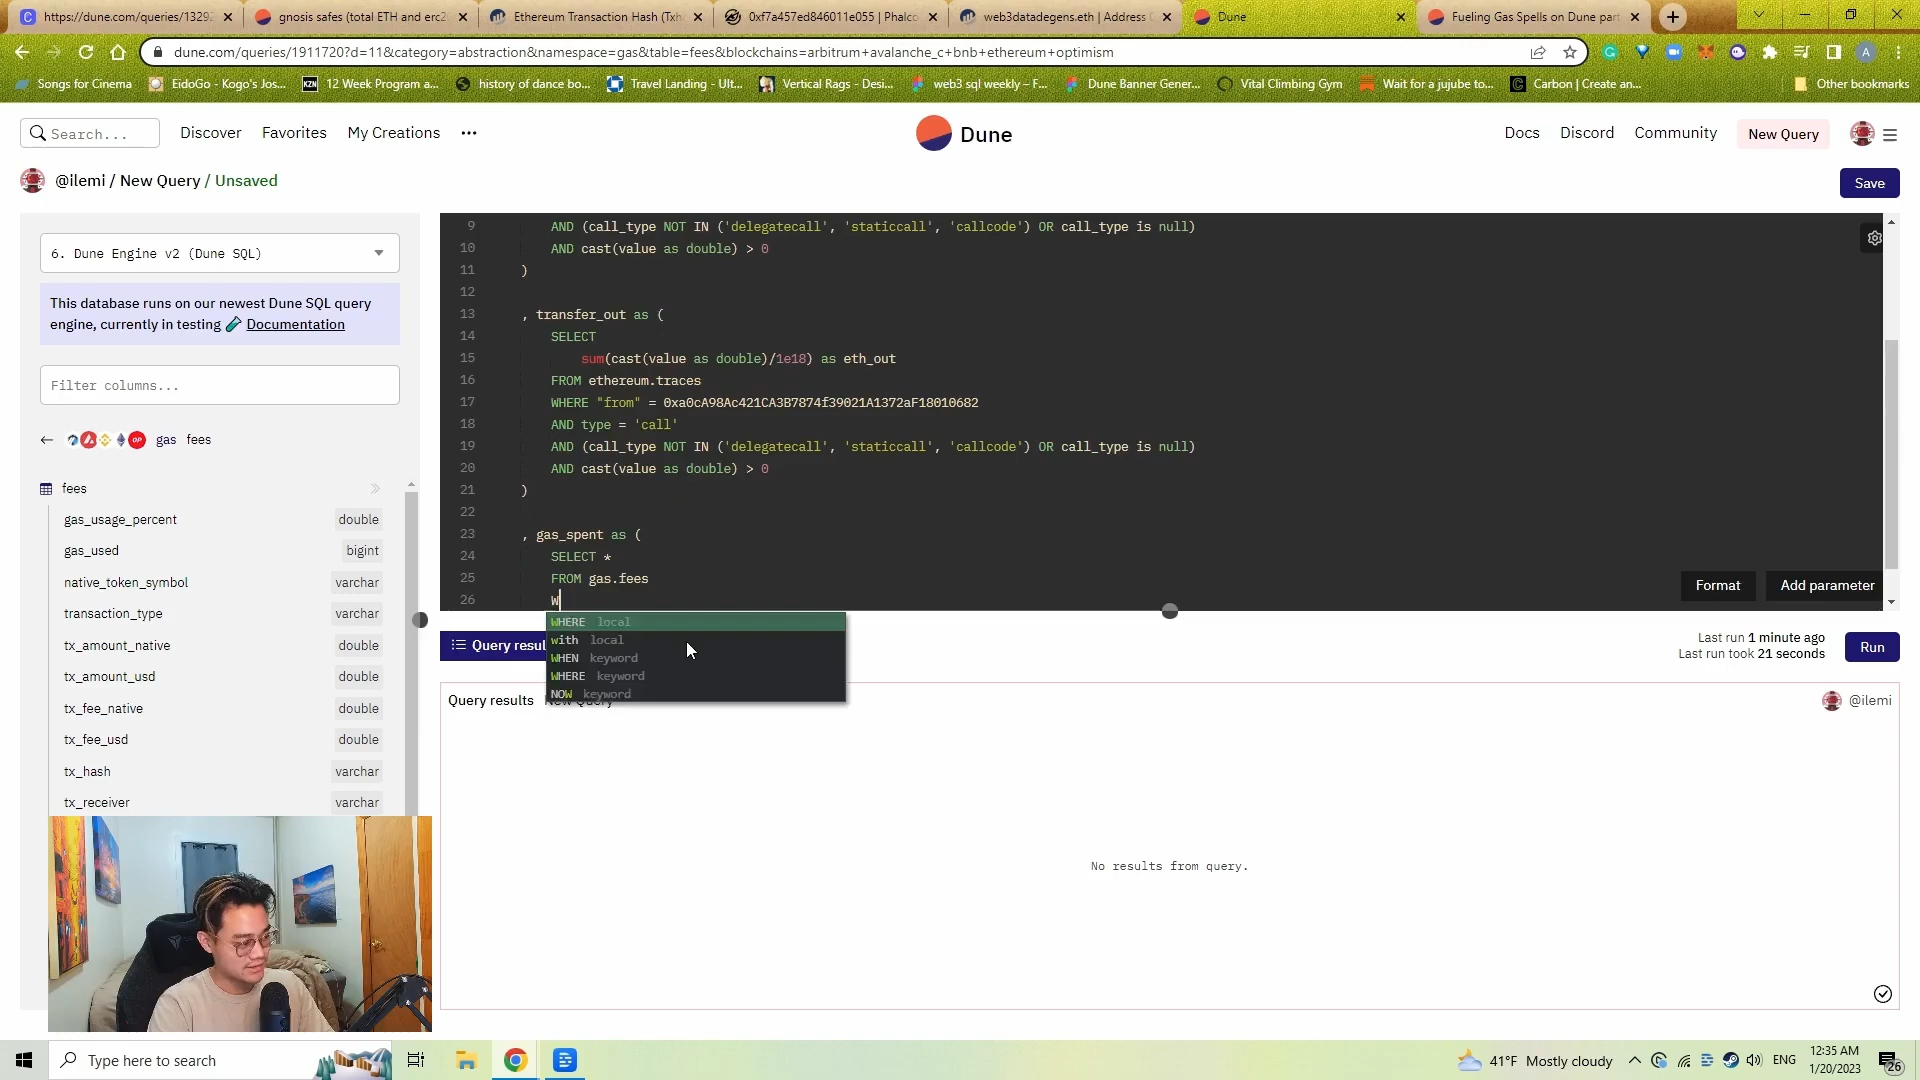 https://dune.com/queries/13292
gnosis safes (total ETH and erc2
Ethereum Transaction Hash (Txh
0xf7a457ed846011e055 | Phalco
web3datadegens.eth | Address
Dune
Fueling Gas Spells on Dune part
dune.com/queries/1911720?d=11&category=abstraction&namespace=gas&table=fees&blockchains=arbitrum+avalanche_c+bnb+ethereum+optimism
Songs for Cinema
EidoGo - Kogo's Jos...
KZN
12 Week Program a...
history of dance bo...
Travel Landing - Ult...
Vertical Rags - Desi...
web3 sql weekly – F...
Dune Banner Gener...
Vital Climbing Gym
Wait for a jujube to...
Carbon | Create an...
Other bookmarks
Search...
Discover
Favorites
My Creations
Dune
Docs
Discord
Community
New Query
@ilemi / New Query / Unsaved
Save
6. Dune Engine v2 (Dune SQL)
This database runs on our newest Dune SQL query
engine, currently in testing Documentation
Filter columns...
gas fees
fees
gas_usage_percent double
gas_used bigint
native_token_symbol varchar
transaction_type varchar
tx_amount_native double
tx_amount_usd double
tx_fee_native double
tx_fee_usd double
tx_hash varchar
tx_receiver varchar
9 AND (call_type NOT IN ('delegatecall', 'staticcall', 'callcode') OR call_type is null)
10 AND cast(value as double) > 0
11 )
12
13 , transfer_out as (
14 SELECT
15 sum(cast(value as double)/1e18) as eth_out
16 FROM ethereum.traces
17 WHERE "from" = 0xa0cA98Ac421CA3B7874f39021A1372aF18010682
18 AND type = 'call'
19 AND (call_type NOT IN ('delegatecall', 'staticcall', 'callcode') OR call_type is null)
20 AND cast(value as double) > 0
21 )
22
23 , gas_spent as (
24 SELECT *
25 FROM gas.fees
26 W
Format
Add parameter
WHERE local
with local
WHEN keyword
WHERE keyword
NOW keyword
Query resul
Last run 1 minute ago
Last run took 21 seconds
Run
Query results New Query
@ilemi
No results from query.
Type here to search
41°F Mostly cloudy
ENG
12:35 AM
1/20/2023
26